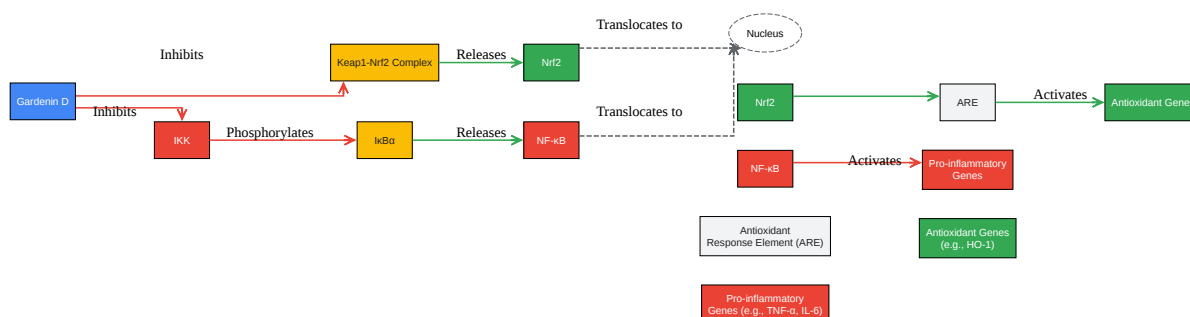 Translocates to
Nucleus
Inhibits
Keap1-Nrf2 Complex
Releases
Nrf2
Gardenin D
Inhibits
IKK
Phosphorylates
IκBα
Releases
NF-κB
Translocates to
Nrf2
ARE
Activates
Antioxidant Gene
NF-κB
Activates
Pro-inflammatory
Genes
Antioxidant
Response Element (ARE)
Antioxidant Genes
(e.g., HO-1)
Pro-inflammatory
Genes (e.g., TNF-α, IL-6)